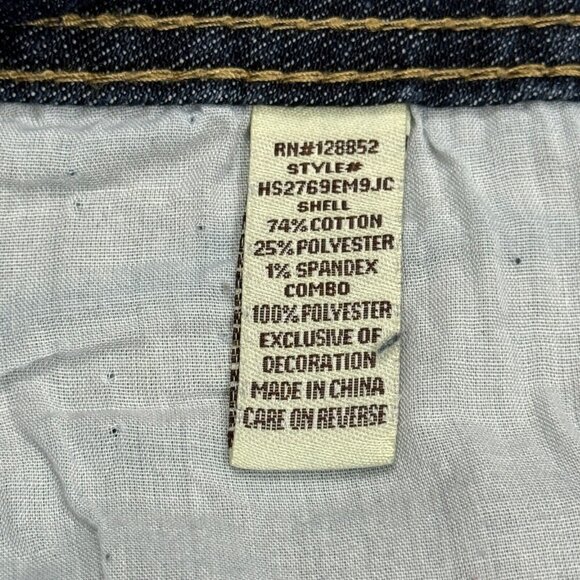 RN#128852
STYLE#
HS2769EM9JC
SHELL
74% COTTON
25% POLYESTER
1% SPANDEX
COMBO
100% POLYESTER
EXCLUSIVE OF
DECORATION
MADE IN CHINA
CARE ON REVERSE